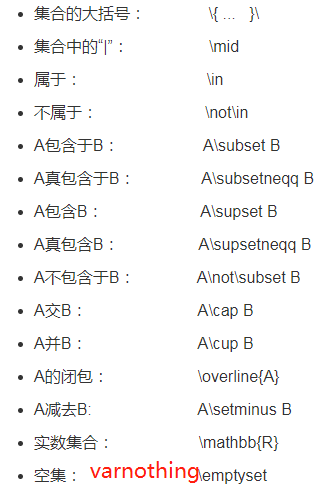 集合的大括号： \{ ... }\
集合中的“|”： \mid
属于： \in
不属于： \not\in
A包含于B： A\subset B
A真包含于B： A\subsetneqq B
A包含B： A\supset B
A真包含B： A\supsetneqq B
A不包含于B： A\not\subset B
A交B： A\cap B
A并B： A\cup B
A的闭包： \overline{A}
A减去B: A\setminus B
实数集合： \mathbb{R}
空集： varnothing \emptyset